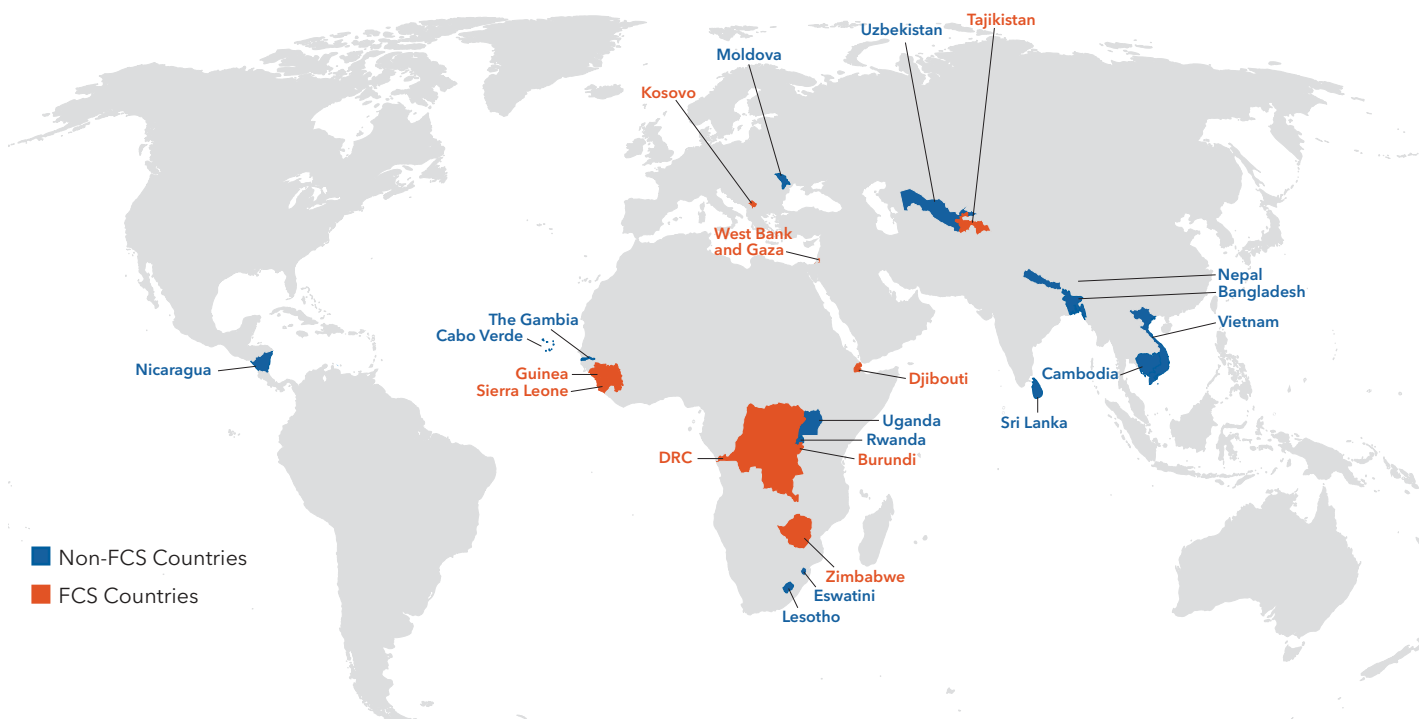 Tajikistan
Uzbekistan
Moldova
Kosovo
West Bank
and Gaza
Nepal
Bangladesh
The Gambia
Vietnam
Cabo Verde
Nicaragua
Guinea
Cambodia
Djibouti
Sierra Leone
Uganda
Sri Lanka
Rwanda
DRC
Burundi
Non-FCS Countries
Zimbabwe
FCS Countries
Eswatini
Lesotho